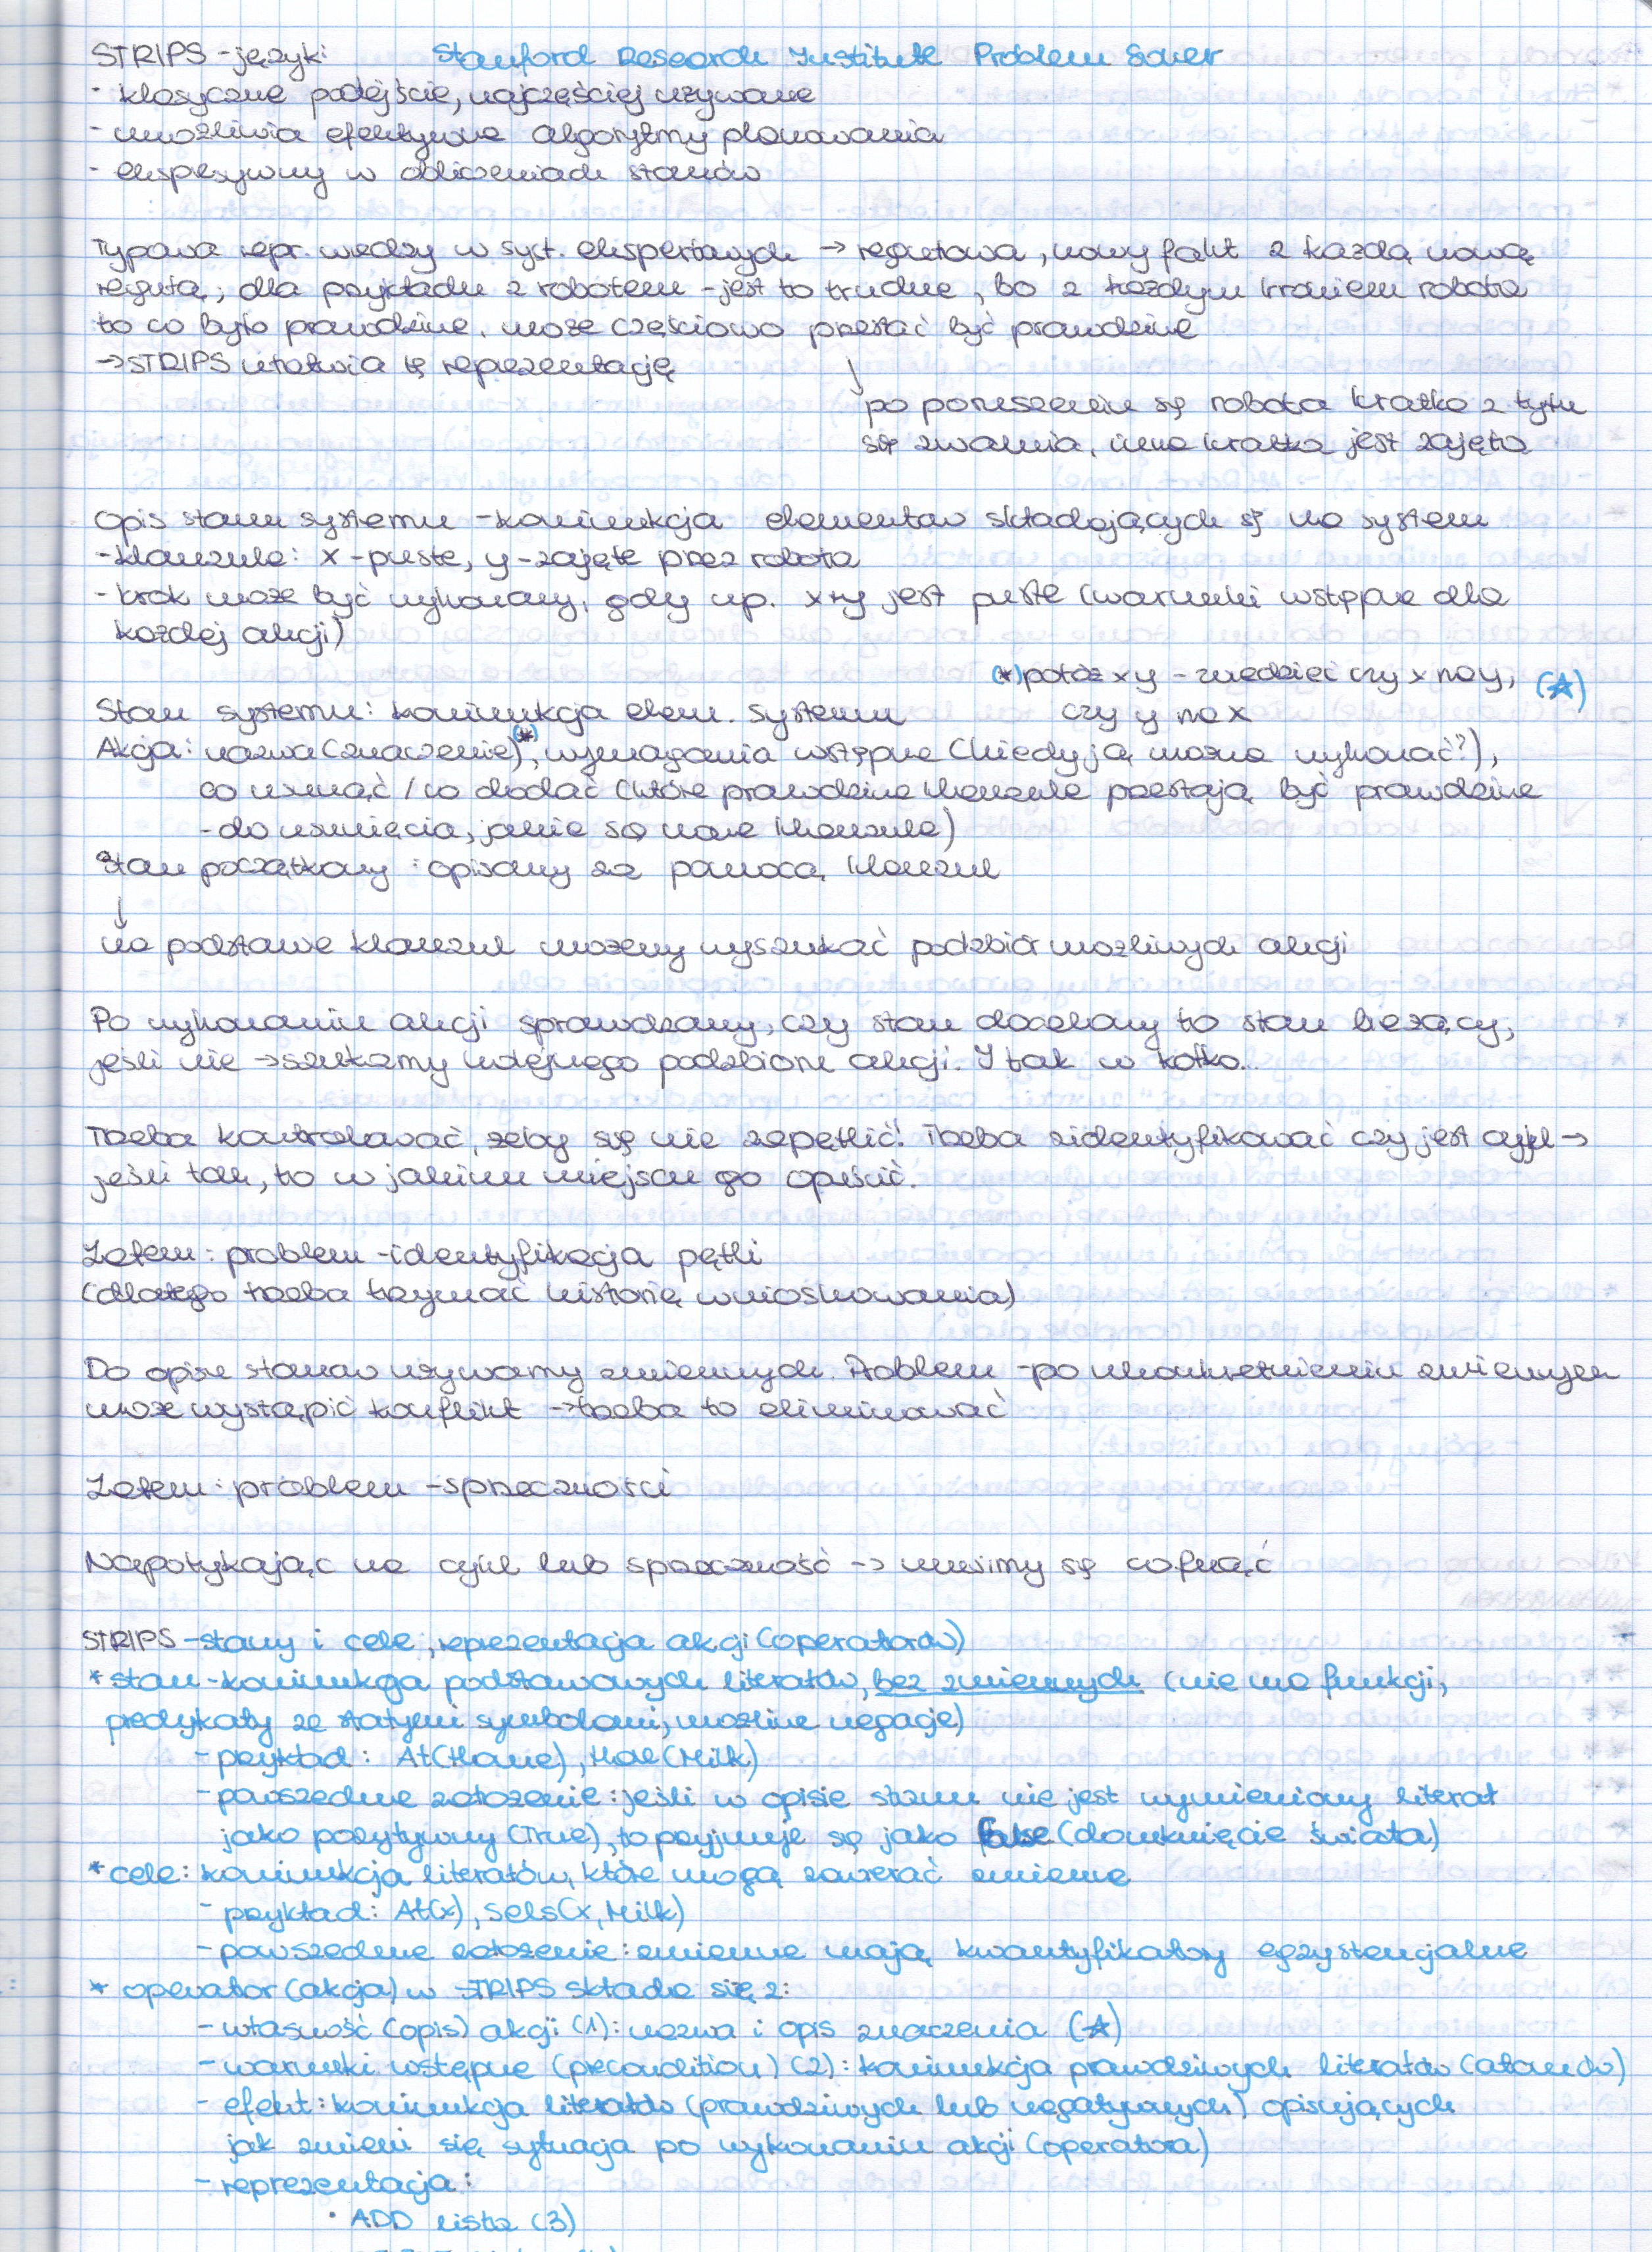 STRIPS - język: Stanford Research Institute Problem Solver
- klasyczne podejście, najczęściej używane
- umożliwia efektywne algorytmy planowania
- ekspresywny w obliczeniach stanów
Typowa repr. wiedzy w syst. ekspertowych → regułowa, nowy fakt z każdą nową
regułą; dla przykładu z robotem - jest to trudne, bo z każdym krokiem robota
to co było prawdziwe, może częściowo przestać być prawdziwe
→ STRIPS ułatwia tę reprezentację
↓
po poruszeniu się robota kratka z tyłu
się zwalnia, inna kratka jest zajęta
Opis stanu systemu - koniunkcja elementów składających się na system
- klauzule: x - puste, y - zajęte przez robota
- krok może być wykonany, gdy np. x+y jest puste (warunki wstępne dla
każdej akcji)
(*) połóż x y - wiedzieć czy x na y, (☆)
czy y na x
Stan systemu: koniunkcja elem. systemu
Akcja: nazwa (znaczenie)(*), wymagania wstępne (kiedy ją można wykonać?),
co usunąć / co dodać (które prawdziwe klauzule przestają być prawdziwe
- do usunięcia, jakie są nowe klauzule)
Stan początkowy: opisany za pomocą klauzul
↓
na podstawie klauzul możemy wyszukać podzbiór możliwych akcji
Po wykonaniu akcji sprawdzamy, czy stan docelowy to stan bieżący;
jeśli nie → szukamy kolejnego podzbioru akcji. I tak w kółko...
Trzeba kontrolować, żeby się nie zapętlić! Trzeba zidentyfikować czy jest cykl →
jeśli tak, to w jakim miejscu go opuścić.
Zatem: problem - identyfikacja pętli
(dlatego trzeba trzymać historię wnioskowania)
Do opisu stanów używamy zmiennych. Problem - po ukonkretnieniu zmiennych
może wystąpić konflikt → trzeba to eliminować
Zatem: problem - sprzeczności
Napotykając na cykl lub sprzeczność → musimy się cofnąć
STRIPS - stany i cele, reprezentacja akcji (operatorów)
* stan - koniunkcja podstawowych literałów, bez zmiennych (nie ma funkcji,
predykaty ze stałymi symbolami, możliwe negacje)
- przykład: At(Home), Have(Milk)
- powszechne założenie: jeśli w opisie stanu nie jest wymieniony literał
jako pozytywny (True), to przyjmuje się jako false (domknięcie świata)
* cele: koniunkcja literałów, które mogą zawierać zmienne
- przykład: At(x), Sels(x, Milk)
- powszechne założenie: zmienne mają kwantyfikatory egzystencjalne
* operator (akcja) w STRIPS składa się z:
- własność (opis) akcji (1): nazwa i opis znaczenia (☆)
- warunki wstępne (precondition) (2): koniunkcja prawdziwych literałów (atomów)
- efekt: koniunkcja literałów (prawdziwych lub negatywnych) opisujących
jak zmieni się sytuacja po wykonaniu akcji (operatora)
- reprezentacja:
• ADD lista (3)